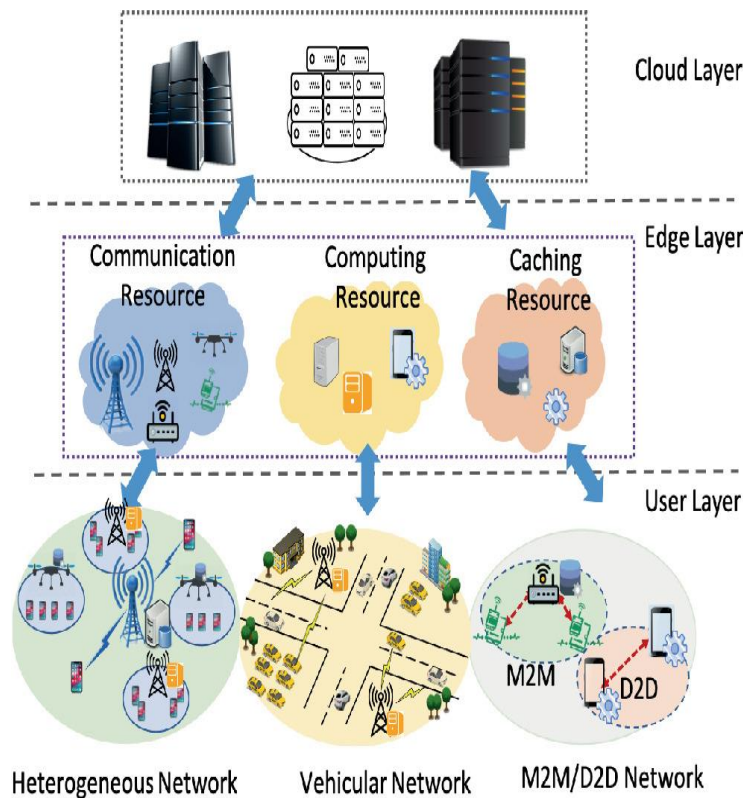 Cloud Layer
Edge Layer
Communication
Resource
Computing
Resource
Caching
Resource
User Layer
M2M
D2D
Heterogeneous Network
Vehicular Network
M2M/D2D Network